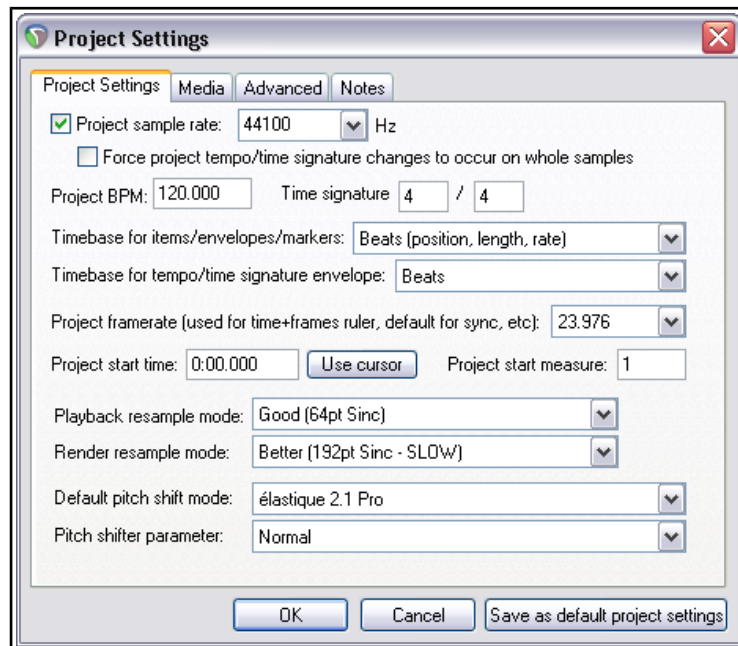 Project Settings
Project Settings Media Advanced Notes
Project sample rate: 44100 Hz
Force project tempo/time signature changes to occur on whole samples
Project BPM: 120.000 Time signature 4 / 4
Timebase for items/envelopes/markers: Beats (position, length, rate)
Timebase for tempo/time signature envelope: Beats
Project framerate (used for time+frames ruler, default for sync, etc): 23.976
Project start time: 0:00.000 Use cursor Project start measure: 1
Playback resample mode: Good (64pt Sinc)
Render resample mode: Better (192pt Sinc - SLOW)
Default pitch shift mode: élastique 2.1 Pro
Pitch shifter parameter: Normal
OK Cancel Save as default project settings